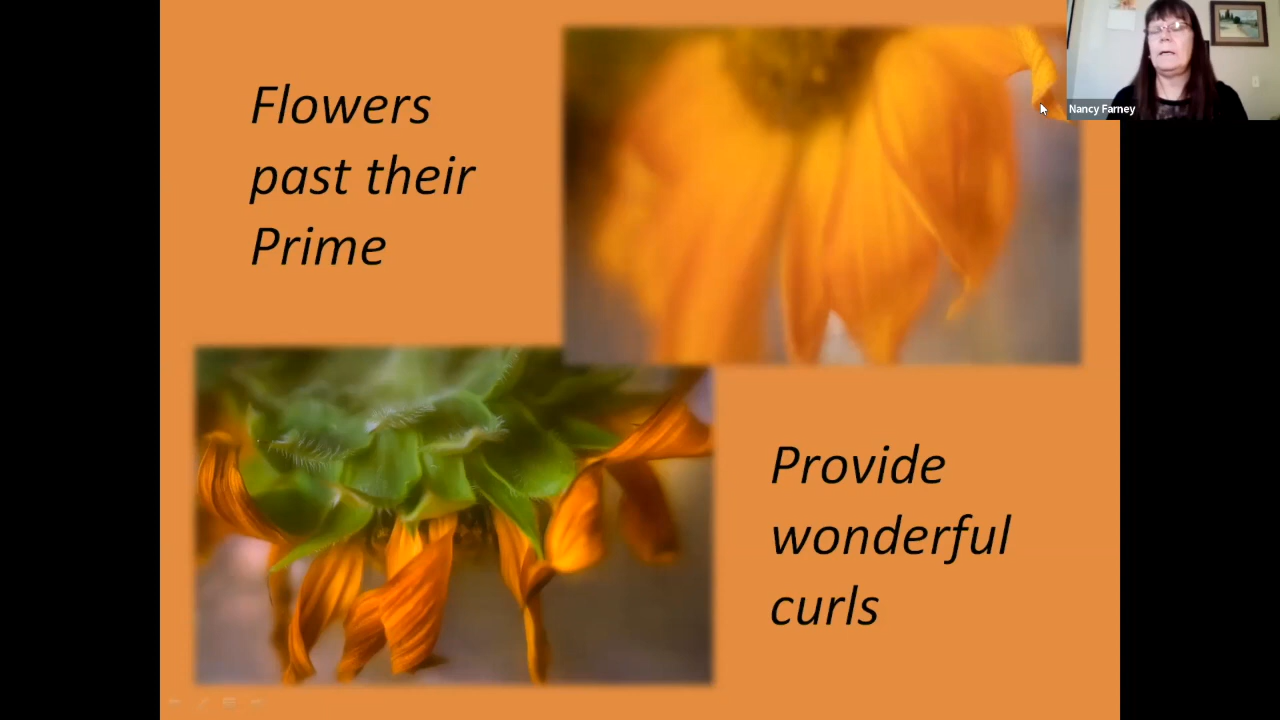 Flowers
past their
Prime
Nancy Farney
Provide
wonderful
curls